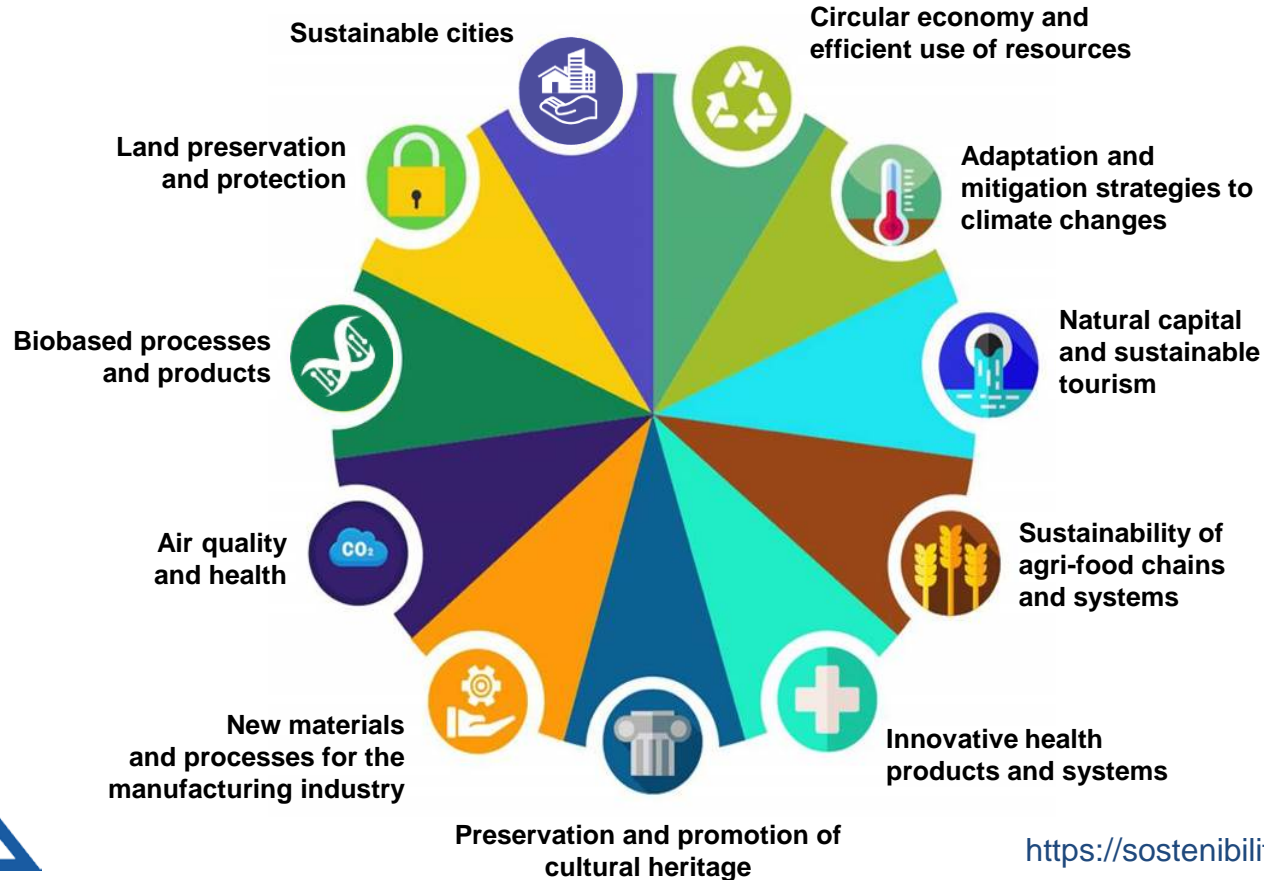 Sustainable cities
Circular economy and
efficient use of resources
Land preservation
and protection
Adaptation and
mitigation strategies to
climate changes
Biobased processes
and products
Natural capital
and sustainable
tourism
Air quality
and health
CO₂
Sustainability of
agri-food chains
and systems
New materials
and processes for the
manufacturing industry
Innovative health
products and systems
Preservation and promotion of
cultural heritage
https://sostenibilit